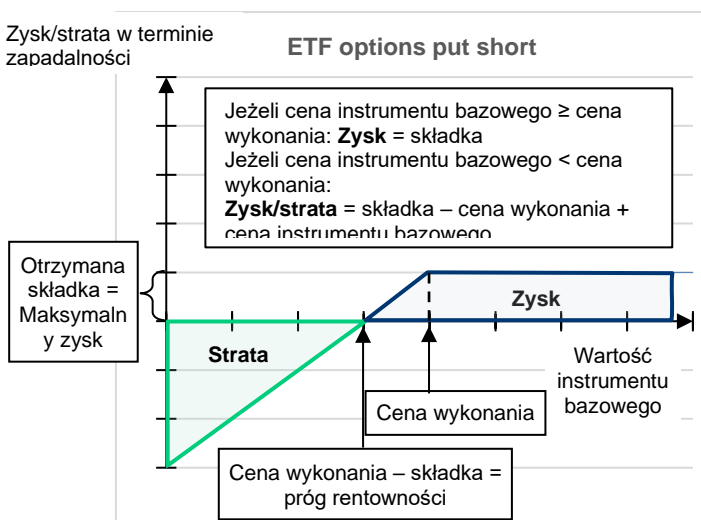 Zysk/strata w terminie
zapadalności
ETF options put short
Jeżeli cena instrumentu bazowego ≥ cena
wykonania: Zysk = składka
Jeżeli cena instrumentu bazowego < cena
wykonania:
Zysk/strata = składka – cena wykonania +
cena instrumentu bazowego
Otrzymana
składka =
Maksymaln
y zysk
Zysk
Strata
Wartość
instrumentu
bazowego
Cena wykonania
Cena wykonania – składka =
próg rentowności